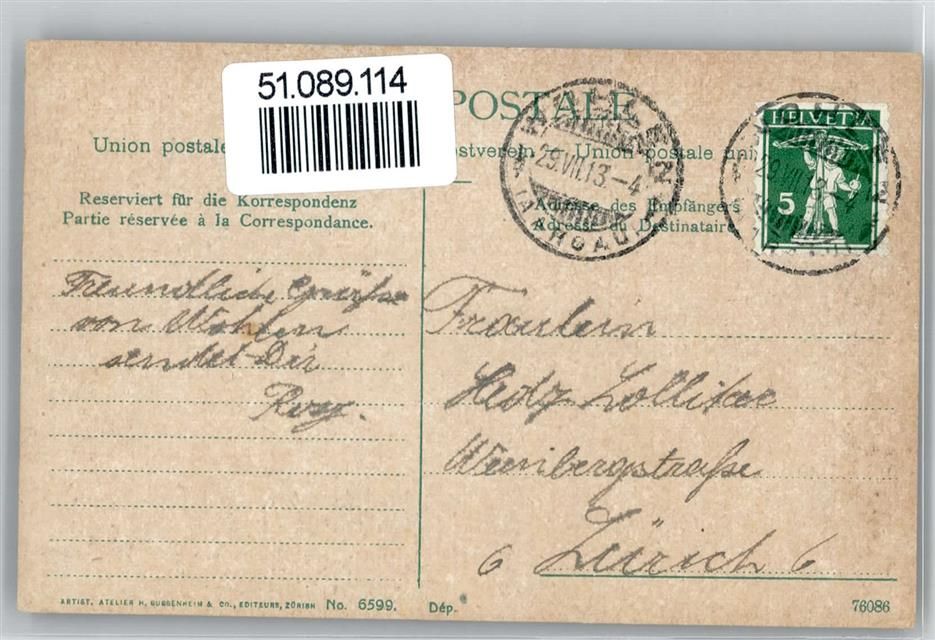 51.089.114
POSTALE
Union postale
stverein – Union postale uni
29.VII.13.–4
HELVETIA
5
Reserviert für die Korrespondenz
Partie réservée à la Correspondance.
Adresse des Empfängers
Adresse du Destinataire
Freundliche Grüsse
von Wohlen
sendet Dir
Fräulein
Weinbergstraße
6 Zürich 6
ARTIST. ATELIER H. GUGGENHEIM & CO., EDITEURS, ZÜRICH No. 6599. Dép.
76086